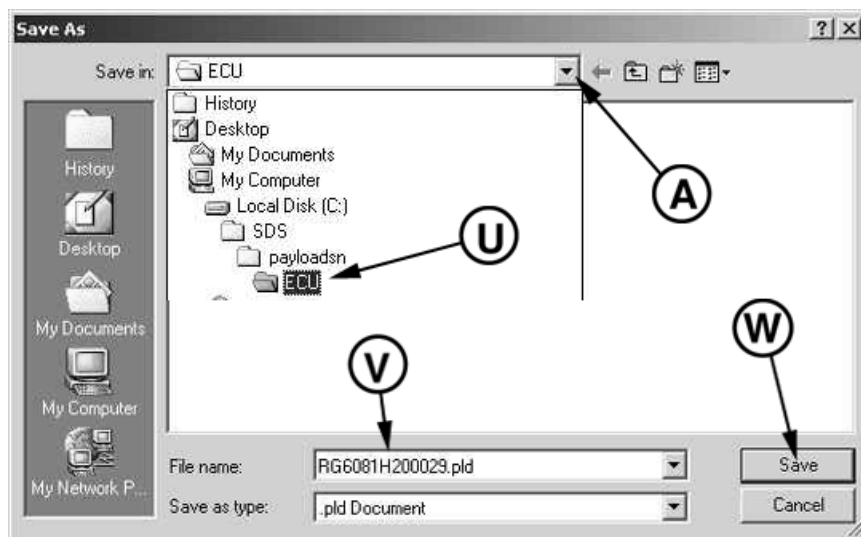 Save As
Save in:
ECU
History
Desktop
My Documents
My Computer
Local Disk (C:)
SDS
payloadsn
ECU
History
Desktop
My Documents
My Computer
My Network P...
A
U
V
W
File name:
RG6081H200029.pld
Save
Save as type:
.pld Document
Cancel